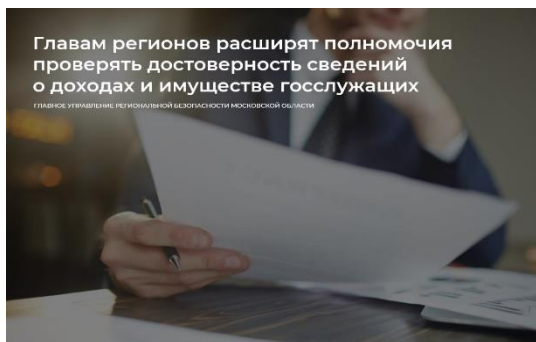 Главам регионов расширят полномочия
проверять достоверность сведений
о доходах и имуществе госслужащих
ГЛАВНОЕ УПРАВЛЕНИЕ РЕГИОНАЛЬНОЙ БЕЗОПАСНОСТИ МОСКОВСКОЙ ОБЛАСТИ